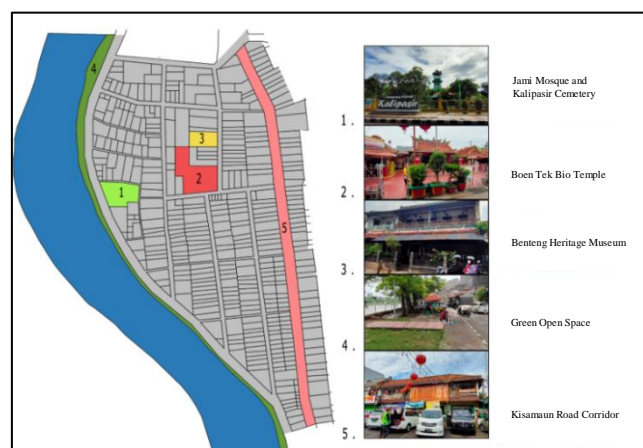 4
3
1
2
5
Kalipasir
1.
Jami Mosque and
Kalipasir Cemetery
2.
Boen Tek Bio Temple
3.
Benteng Heritage Museum
4.
Green Open Space
5.
Kisamaun Road Corridor